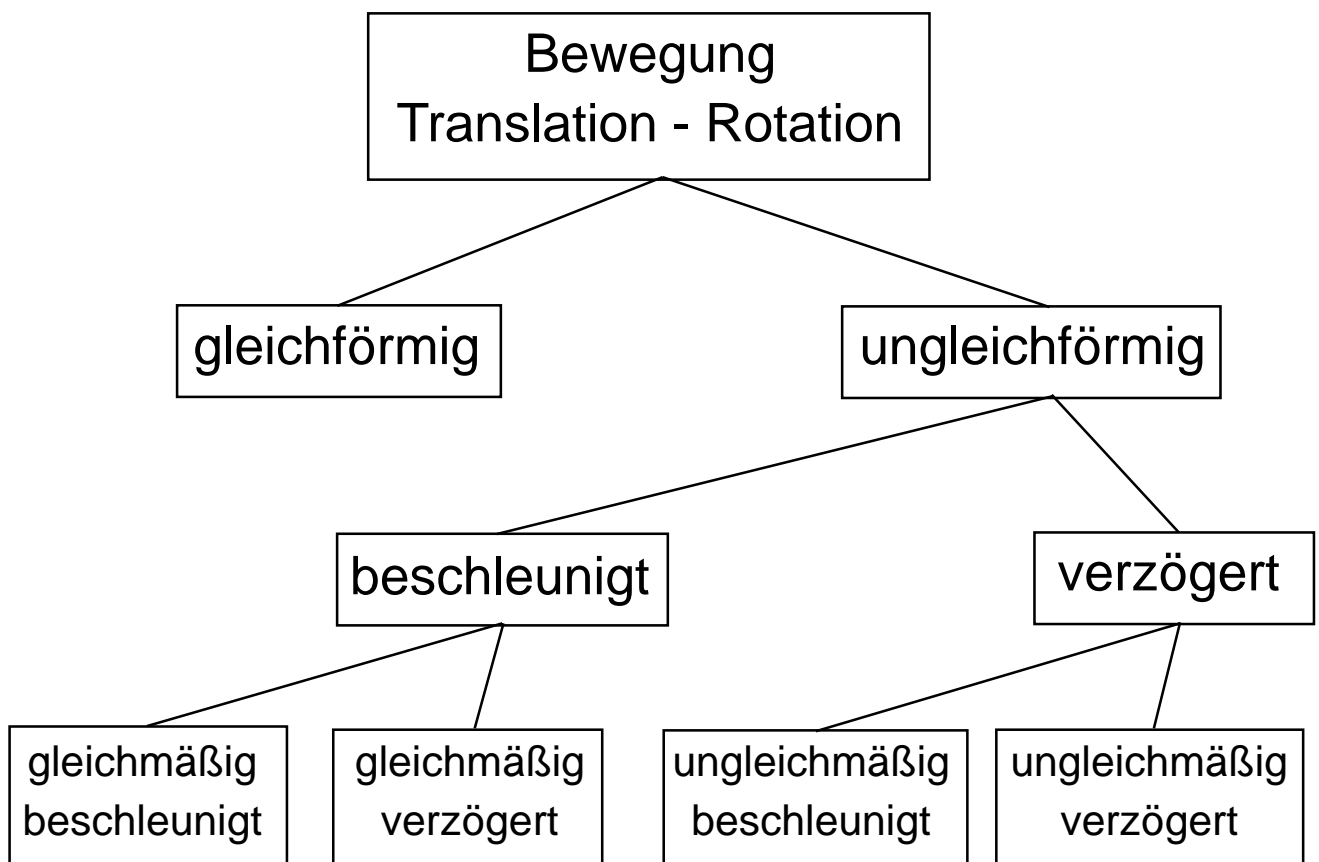 Bewegung
Translation - Rotation
gleichförmig
ungleichförmig
beschleunigt
verzögert
gleichmäßig
beschleunigt
gleichmäßig
verzögert
ungleichmäßig
beschleunigt
ungleichmäßig
verzögert